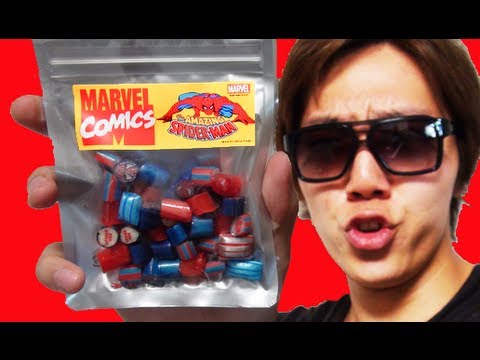 MARVEL
COMICS
MARVEL
THE AMAZING
SPIDER-MAN